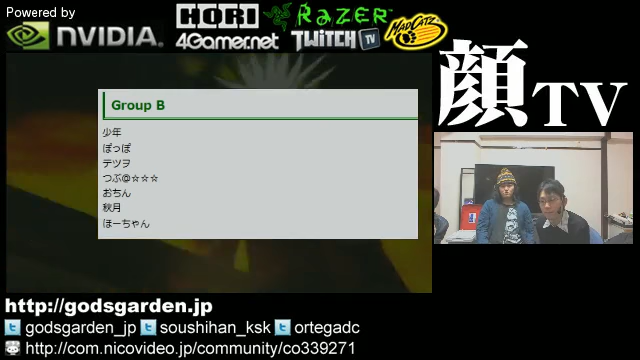 Powered by
NVIDIA.
HORI
RAZER
4Gamer.net
TWITCH TV
MAD CATZ
顔TV
Group B
少年
ぽっぽ
テツヲ
つぶ@☆☆☆
おちん
秋月
ほーちゃん
http://godsgarden.jp
godsgarden_jp soushihan_ksk ortegadc
http://com.nicovideo.jp/community/co339271